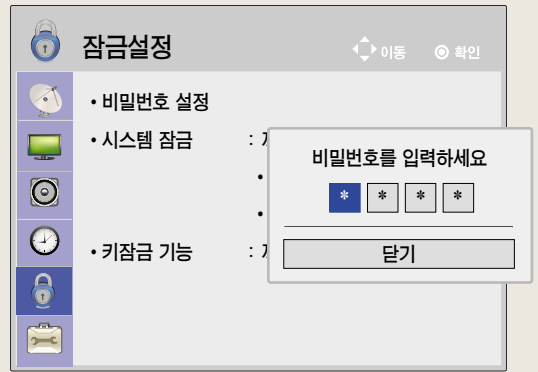 잠금설정
이동
확인
• 비밀번호 설정
• 시스템 잠금 :
• 키잠금 기능 :
비밀번호를 입력하세요
* * * *
닫기